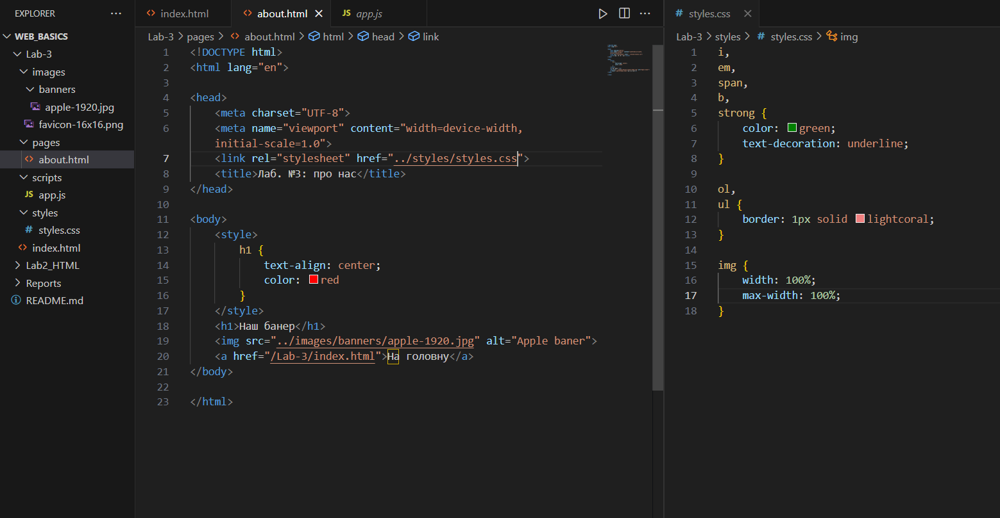 EXPLORER ...
WEB_BASICS
Lab-3
images
banners
apple-1920.jpg
favicon-16x16.png
pages
about.html
scripts
JS app.js
styles
# styles.css
index.html
Lab2_HTML
Reports
README.md
index.html
about.html
JS app.js
Lab-3 > pages > about.html > html > head > link
1 <!DOCTYPE html>
2 <html lang="en">
3
4 <head>
5 <meta charset="UTF-8">
6 <meta name="viewport" content="width=device-width,
initial-scale=1.0">
7 <link rel="stylesheet" href="../styles/styles.css">
8 <title>Лаб. №3: про нас</title>
9 </head>
10
11 <body>
12 <style>
13 h1 {
14 text-align: center;
15 color: red
16 }
17 </style>
18 <h1>Наш банер</h1>
19 <img src="../images/banners/apple-1920.jpg" alt="Apple baner">
20 <a href="/Lab-3/index.html">На головну</a>
21 </body>
22
23 </html>
# styles.css
Lab-3 > styles > # styles.css > img
1 i,
2 em,
3 span,
4 b,
5 strong {
6 color: green;
7 text-decoration: underline;
8 }
9
10 ol,
11 ul {
12 border: 1px solid lightcoral;
13 }
14
15 img {
16 width: 100%;
17 max-width: 100%;
18 }